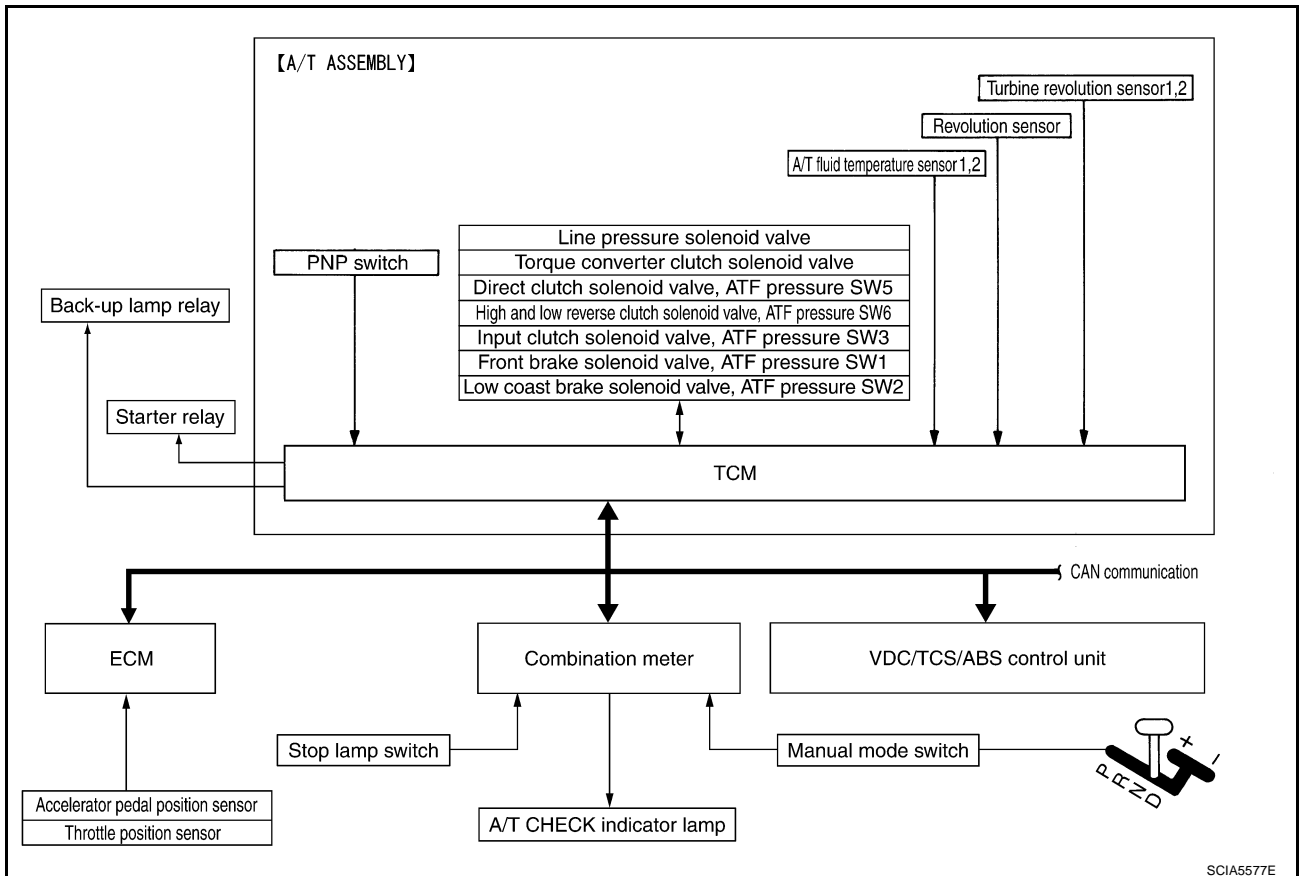 【A/T ASSEMBLY】
Turbine revolution sensor1,2
Revolution sensor
A/T fluid temperature sensor1,2
Line pressure solenoid valve
PNP switch
Torque converter clutch solenoid valve
Direct clutch solenoid valve, ATF pressure SW5
High and low reverse clutch solenoid valve, ATF pressure SW6
Input clutch solenoid valve, ATF pressure SW3
Front brake solenoid valve, ATF pressure SW1
Low coast brake solenoid valve, ATF pressure SW2
Back-up lamp relay
Starter relay
TCM
CAN communication
ECM
Combination meter
VDC/TCS/ABS control unit
Stop lamp switch
Manual mode switch
+
−
P R N D
Accelerator pedal position sensor
Throttle position sensor
A/T CHECK indicator lamp
SCIA5577E